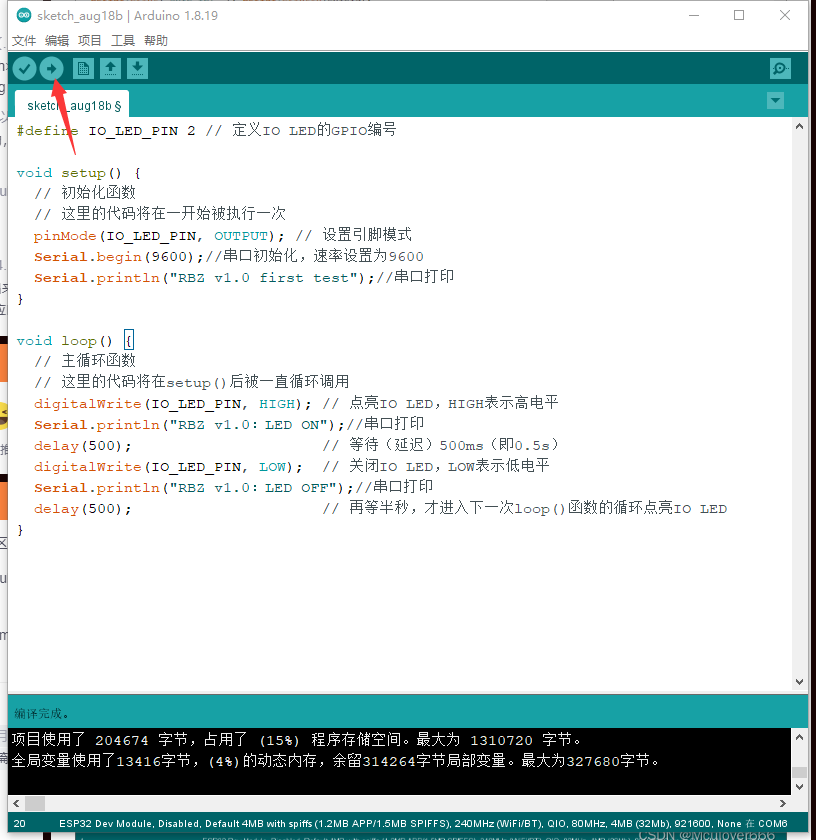 sketch_aug18b | Arduino 1.8.19
文件 编辑 项目 工具 帮助
sketch_aug18b §
#define IO_LED_PIN 2 // 定义IO LED的GPIO编号
void setup() {
// 初始化函数
// 这里的代码将在一开始被执行一次
pinMode(IO_LED_PIN, OUTPUT); // 设置引脚模式
Serial.begin(9600);//串口初始化，速率设置为9600
Serial.println("RBZ v1.0 first test");//串口打印
}
void loop() {
// 主循环函数
// 这里的代码将在setup()后被一直循环调用
digitalWrite(IO_LED_PIN, HIGH); // 点亮IO LED，HIGH表示高电平
Serial.println("RBZ v1.0：LED ON");//串口打印
delay(500); // 等待（延迟）500ms（即0.5s）
digitalWrite(IO_LED_PIN, LOW); // 关闭IO LED，LOW表示低电平
Serial.println("RBZ v1.0：LED OFF");//串口打印
delay(500); // 再等半秒，才进入下一次loop()函数的循环点亮IO LED
}
编译完成。
项目使用了 204674 字节，占用了 (15%) 程序存储空间。最大为 1310720 字节。
全局变量使用了13416字节，(4%)的动态内存，余留314264字节局部变量。最大为327680字节。
20 ESP32 Dev Module, Disabled, Default 4MB with spiffs (1.2MB APP/1.5MB SPIFFS), 240MHz (WiFi/BT), QIO, 80MHz, 4MB (32Mb), 921600, None 在 COM6
CSDN @Mculover666